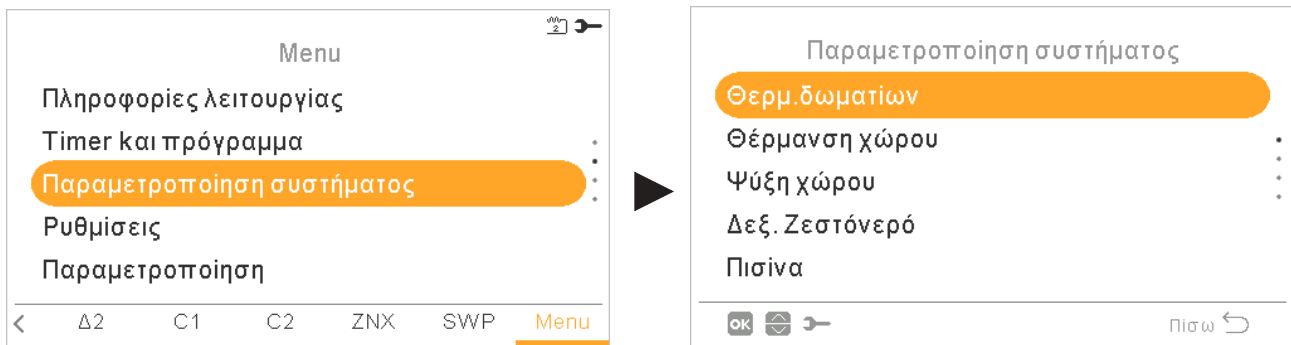 2
Menu
Πληροφορίες λειτουργίας
Timer και πρόγραμμα
Παραμετροποίηση συστήματος
Ρυθμίσεις
Παραμετροποίηση
< Δ2 C1 C2 ZNX SWP Menu
Παραμετροποίηση συστήματος
Θερμ.δωματίων
Θέρμανση χώρου
Ψύξη χώρου
Δεξ. Ζεστόνερό
Πισίνα
OK Πίσω